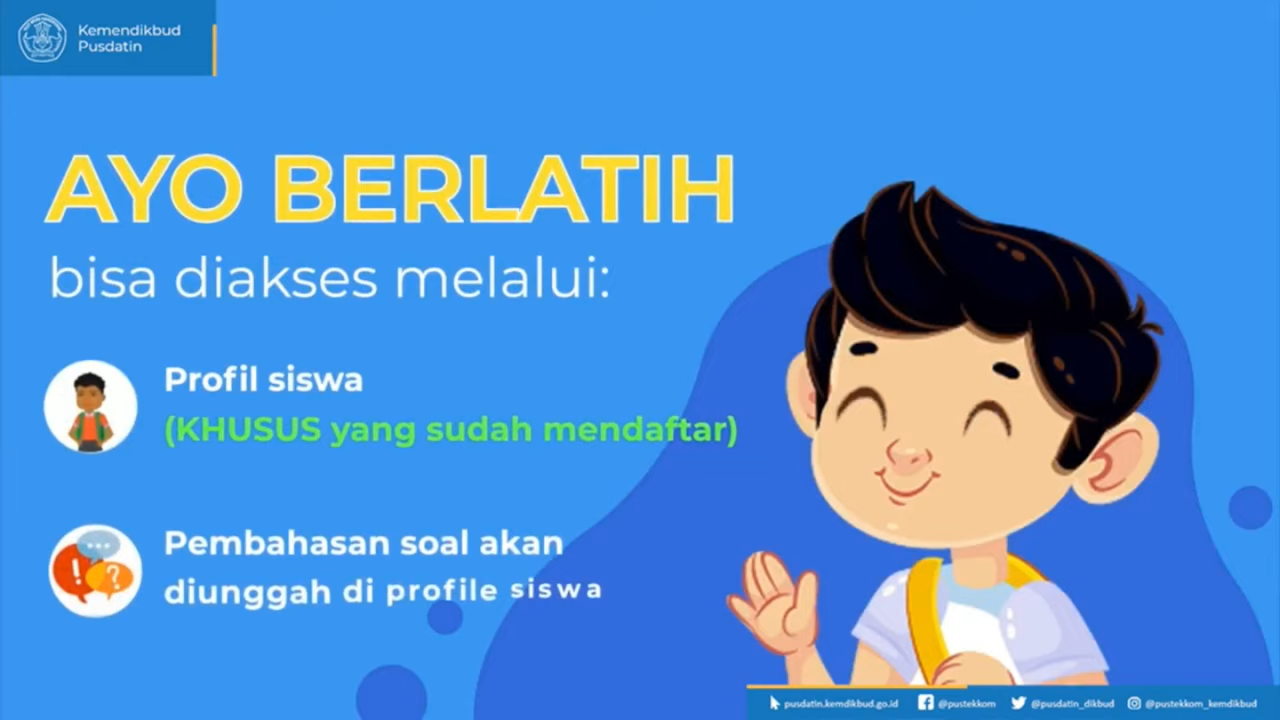 Kemendikbud
Pusdatin
AYO BERLATIH
bisa diakses melalui:
Profil siswa
(KHUSUS yang sudah mendaftar)
Pembahasan soal akan
diunggah di profile siswa
pusdatin.kemdikbud.go.id @pustekkom @pusdatin_dikbud @pustekkom_kemdikbud